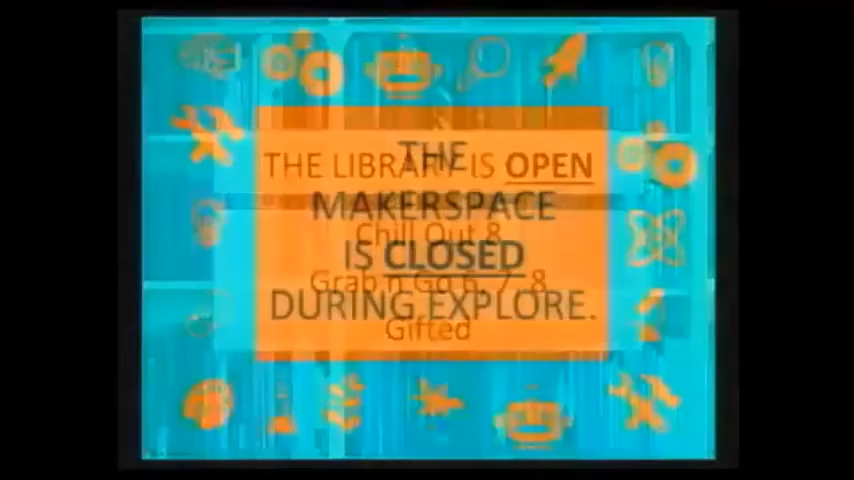 THE LIBRARY IS OPEN
Chill Out 8
Grab n Go 6, 7, 8
Gifted
THE
MAKERSPACE
IS CLOSED
DURING EXPLORE.